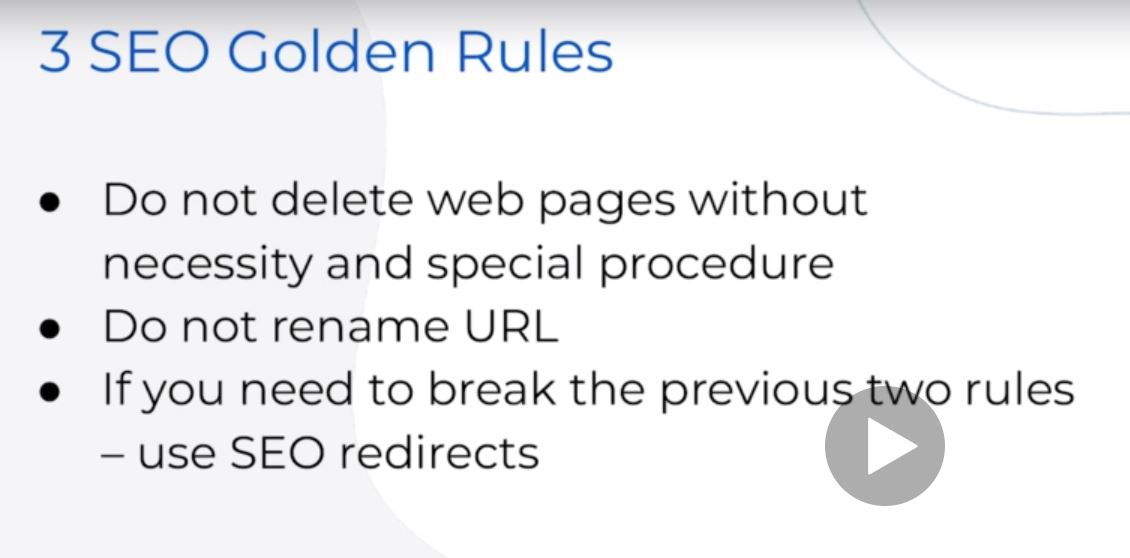 3 SEO Golden Rules
● Do not delete web pages without
necessity and special procedure
● Do not rename URL
● If you need to break the previous two rules
– use SEO redirects